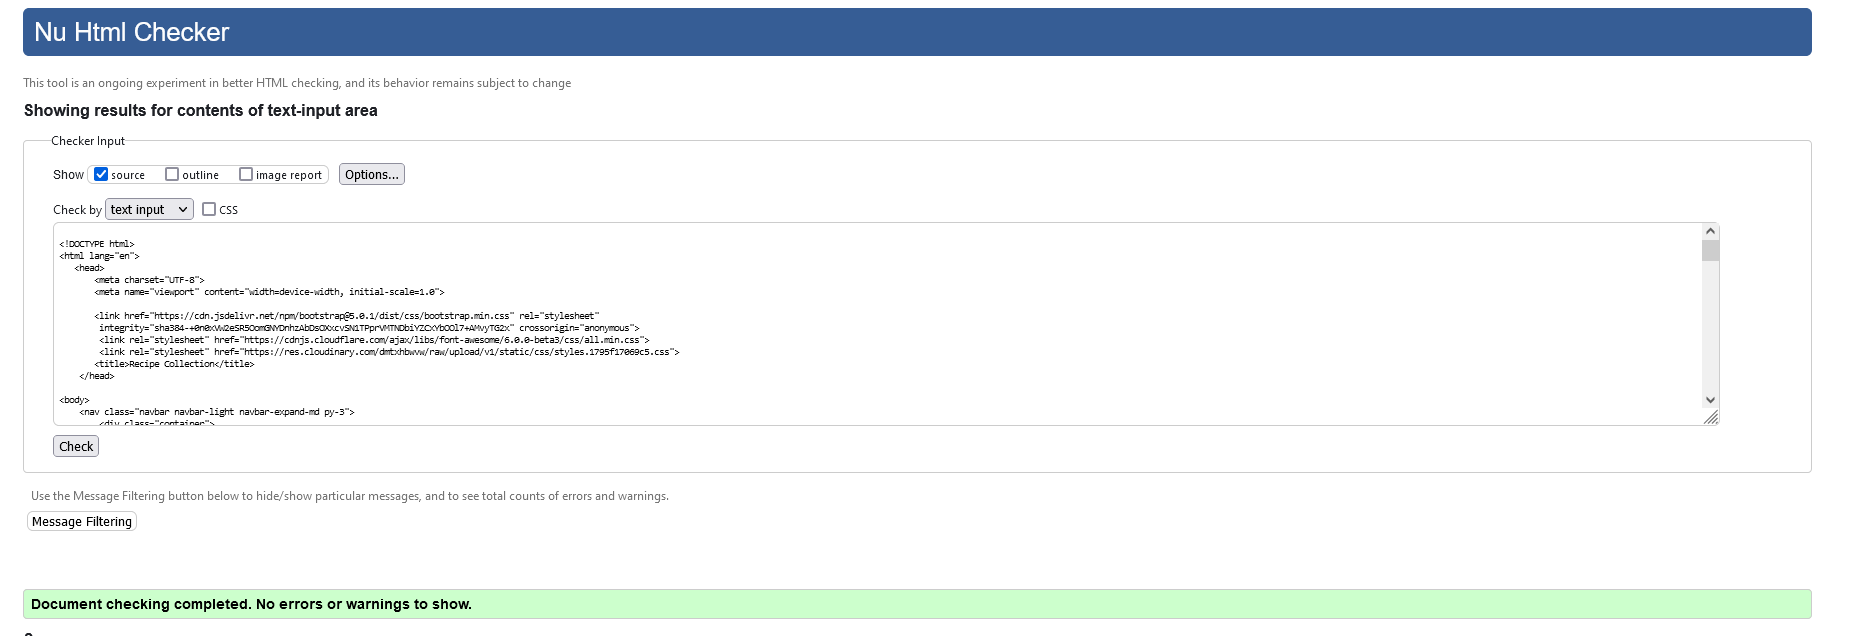 Nu Html Checker
This tool is an ongoing experiment in better HTML checking, and its behavior remains subject to change
Showing results for contents of text-input area
Checker Input
Show source outline image report Options...
Check by text input CSS
<!DOCTYPE html>
<html lang="en">
<head>
<meta charset="UTF-8">
<meta name="viewport" content="width=device-width, initial-scale=1.0">
<link href="https://cdn.jsdelivr.net/npm/bootstrap@5.0.1/dist/css/bootstrap.min.css" rel="stylesheet"
integrity="sha384-+0n0xVW2eSR5OomGNYDnhzAbDsOXxcvSN1TPprVMTNDbiYZCxYbOOl7+AMvyTG2x" crossorigin="anonymous">
<link rel="stylesheet" href="https://cdnjs.cloudflare.com/ajax/libs/font-awesome/6.0.0-beta3/css/all.min.css">
<link rel="stylesheet" href="https://res.cloudinary.com/dmtxhbwvw/raw/upload/v1/static/css/styles.1795f17069c5.css">
<title>Recipe Collection</title>
</head>
<body>
<nav class="navbar navbar-light navbar-expand-md py-3">
<div class="container">
Check
Use the Message Filtering button below to hide/show particular messages, and to see total counts of errors and warnings.
Message Filtering
Document checking completed. No errors or warnings to show.